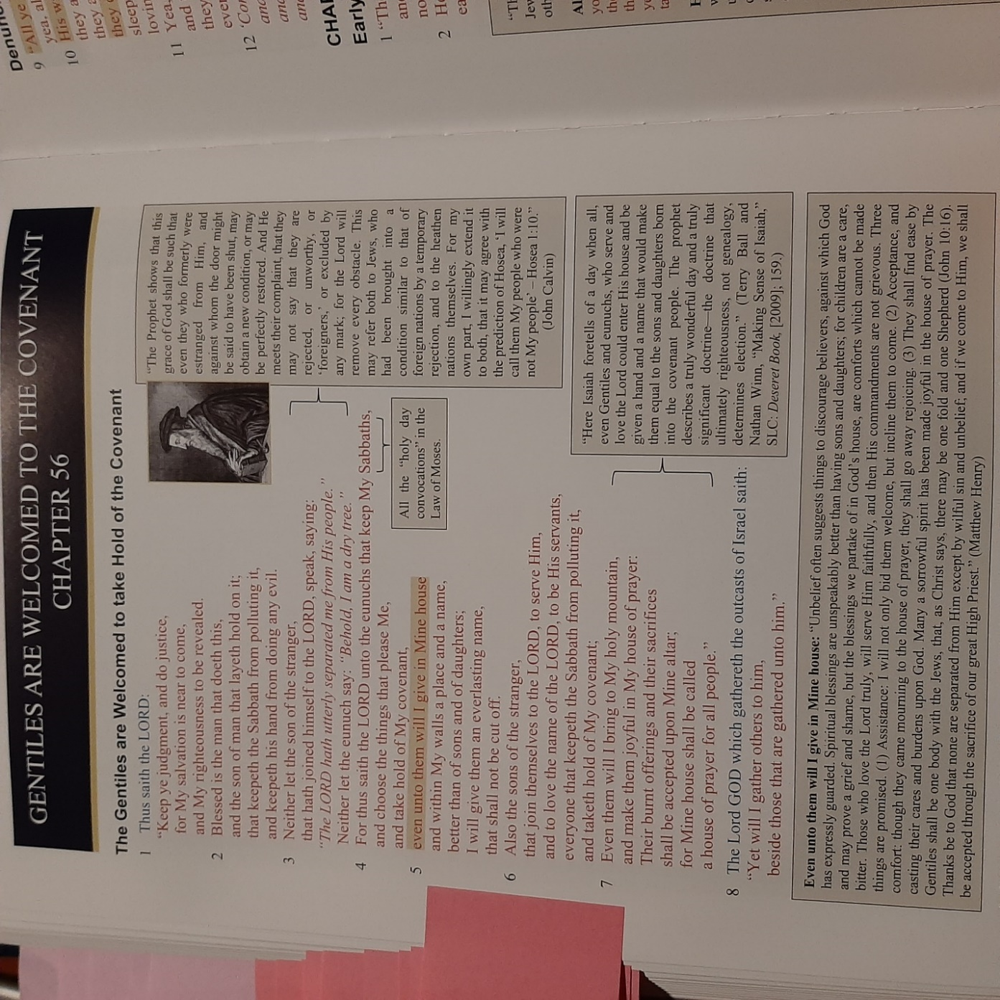 GENTILES ARE WELCOMED TO THE COVENANT
CHAPTER 56
The Gentiles are Welcomed to take Hold of the Covenant
1 Thus saith the LORD:
“Keep ye judgment, and do justice,
for My salvation is near to come,
and My righteousness to be revealed.
2 Blessed is the man that doeth this,
and the son of man that layeth hold on it;
that keepeth the Sabbath from polluting it,
and keepeth his hand from doing any evil.
3 Neither let the son of the stranger,
that hath joined himself to the LORD, speak, saying:
“The LORD hath utterly separated me from His people.”
Neither let the eunuch say: “Behold, I am a dry tree.”
4 For thus saith the LORD unto the eunuchs that keep My Sabbaths,
and choose the things that please Me,
and take hold of My covenant,
5 even unto them will I give in Mine house
and within My walls a place and a name,
better than of sons and of daughters;
I will give them an everlasting name,
that shall not be cut off.
6 Also the sons of the stranger,
that join themselves to the LORD, to serve Him,
and to love the name of the LORD, to be His servants,
everyone that keepeth the Sabbath from polluting it,
and taketh hold of My covenant;
7 Even them will I bring to My holy mountain,
and make them joyful in My house of prayer:
Their burnt offerings and their sacrifices
shall be accepted upon Mine altar;
for Mine house shall be called
a house of prayer for all people.”
8 The Lord GOD which gathereth the outcasts of Israel saith:
“Yet will I gather others to him,
beside those that are gathered unto him.”
“The Prophet shows that this
grace of God shall be such that
even they who formerly were
estranged from Him, and
against whom the door might
be said to have been shut, may
obtain a new condition, or may
be perfectly restored. And He
meets their complaint, that they
may not say that they are
rejected, or unworthy, or
‘foreigners,’ or excluded by
any mark; for the Lord will
remove every obstacle. This
may refer both to Jews, who
had been brought into a
condition similar to that of
foreign nations by a temporary
rejection, and to the heathen
nations themselves. For my
own part, I willingly extend it
to both, that it may agree with
the prediction of Hosea, ‘I will
call them My people who were
not My people’ – Hosea 1:10.”
(John Calvin)
All the “holy day
convocations” in the
Law of Moses.
“Here Isaiah foretells of a day when all,
even Gentiles and eunuchs, who serve and
love the Lord could enter His house and be
given a hand and a name that would make
them equal to the sons and daughters born
into the covenant people. The prophet
describes a truly wonderful day and a truly
significant doctrine—the doctrine that
ultimately righteousness, not genealogy,
determines election.” (Terry Ball and
Nathan Winn, “Making Sense of Isaiah,”
SLC: Deseret Book, [2009]; 159.)
Even unto them will I give in Mine house: “Unbelief often suggests things to discourage believers, against which God
has expressly guarded. Spiritual blessings are unspeakably better than having sons and daughters; for children are a care,
and may prove a grief and shame, but the blessings we partake of in God’s house, are comforts which cannot be made
bitter. Those who love the Lord truly, will serve Him faithfully, and then His commandments are not grievous. Three
things are promised. (1) Assistance: I will not only bid them welcome, but incline them to come. (2) Acceptance, and
comfort: though they came mourning to the house of prayer, they shall go away rejoicing. (3) They shall find ease by
casting their cares and burdens upon God. Many a sorrowful spirit has been made joyful in the house of prayer. The
Gentiles shall be one body with the Jews, that, as Christ says, there may be one fold and one Shepherd (John 10:16).
Thanks be to God that none are separated from Him except by wilful sin and unbelief; and if we come to Him, we shall
be accepted through the sacrifice of our great High Priest.” (Matthew Henry)
9 “All ye
yea, al
10 His w
they a
they a
they
sleep
lovin
11 Yea,
and
they
even
12 ‘Cor
and
and
and
CHA
Early
1 “Th
and
no
2 He
ea